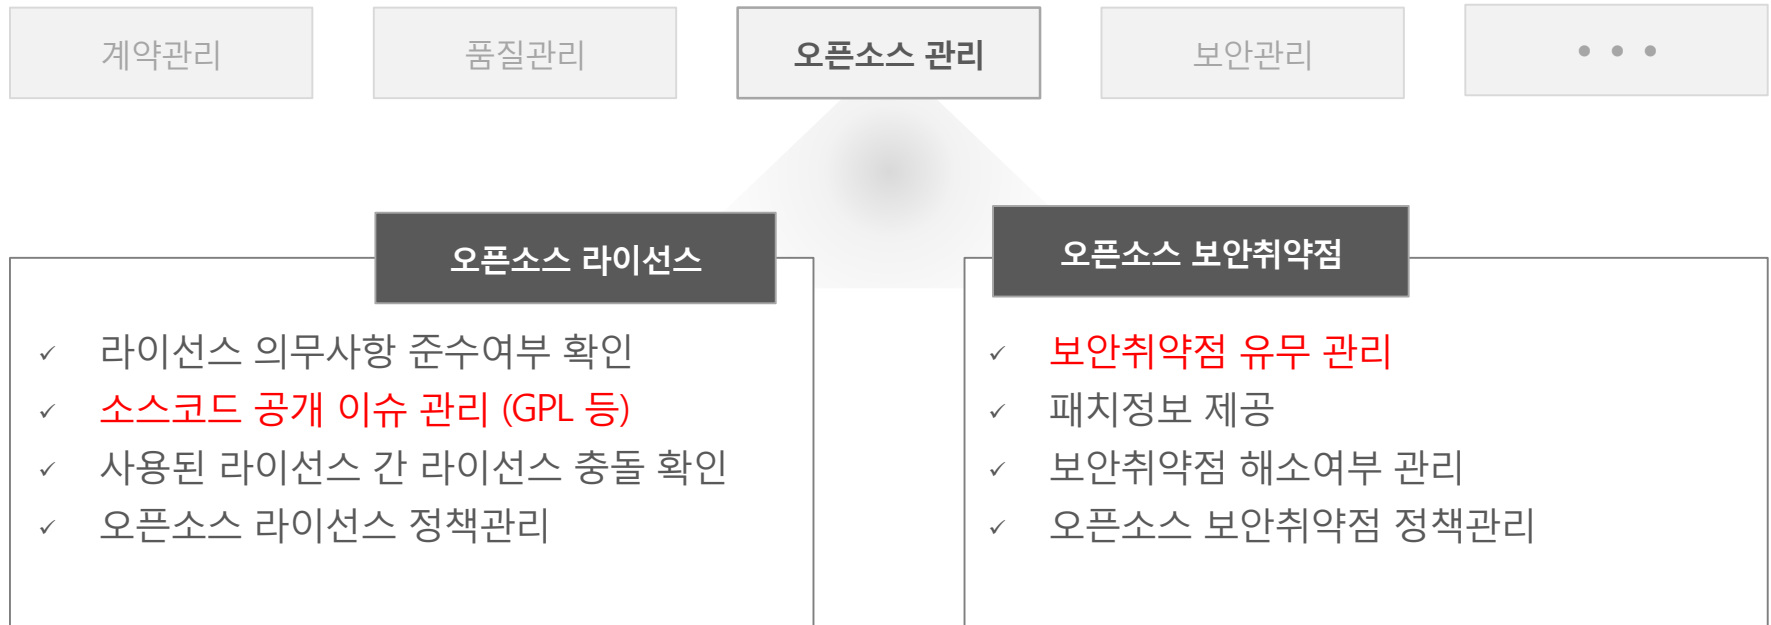 계약관리
품질관리
오픈소스 관리
보안관리
• • •
오픈소스 라이선스
✓ 라이선스 의무사항 준수여부 확인
✓ 소스코드 공개 이슈 관리 (GPL 등)
✓ 사용된 라이선스 간 라이선스 충돌 확인
✓ 오픈소스 라이선스 정책관리
오픈소스 보안취약점
✓ 보안취약점 유무 관리
✓ 패치정보 제공
✓ 보안취약점 해소여부 관리
✓ 오픈소스 보안취약점 정책관리